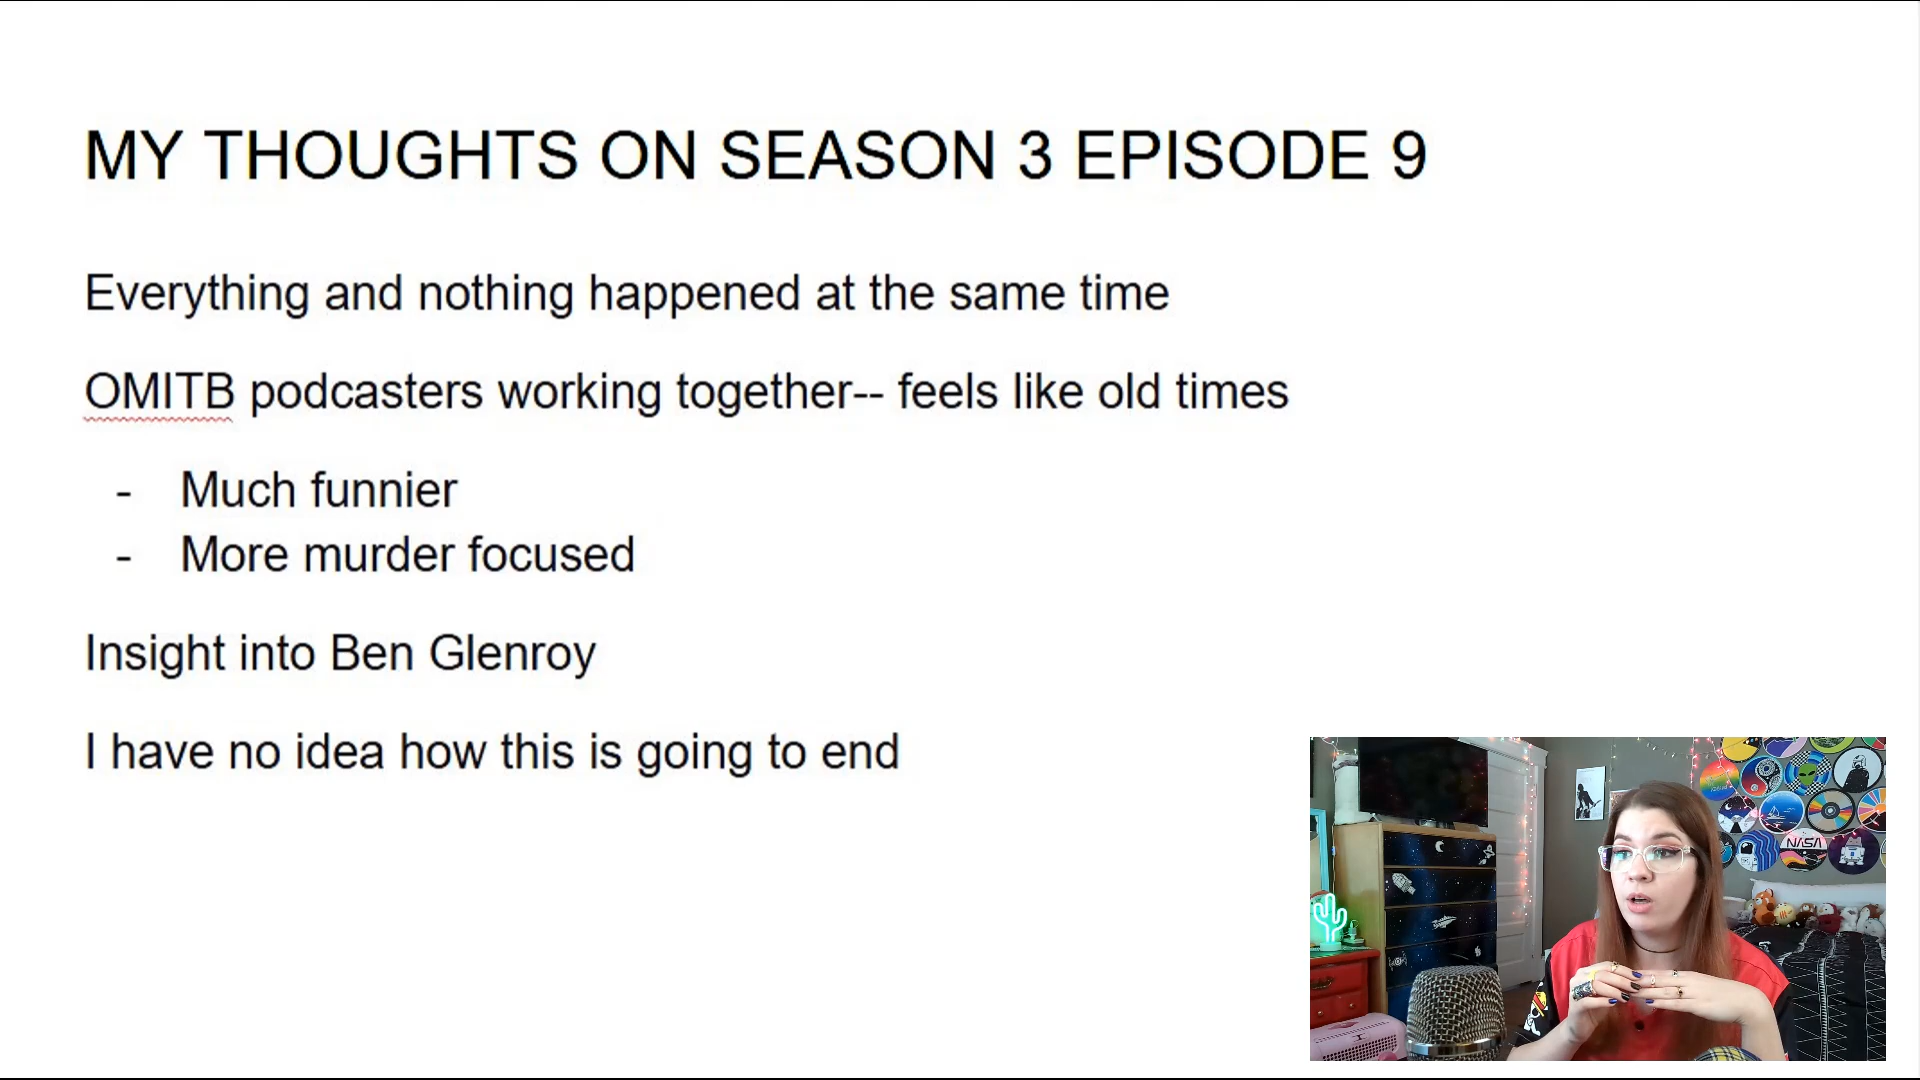 MY THOUGHTS ON SEASON 3 EPISODE 9
Everything and nothing happened at the same time
OMITB podcasters working together-- feels like old times
- Much funnier
- More murder focused
Insight into Ben Glenroy
I have no idea how this is going to end
NASA